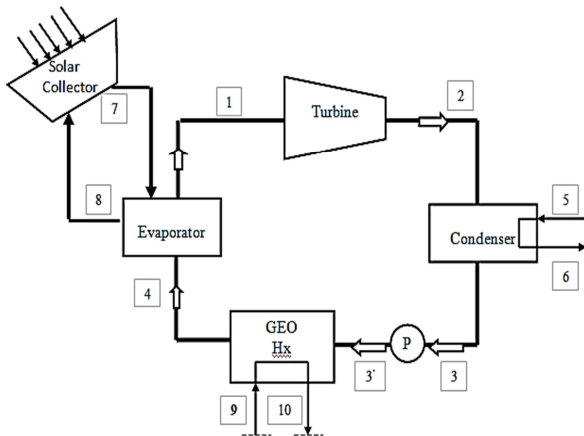 Solar
Collector
7
1
Turbine
2
8
Evaporator
5
Condenser
6
4
GEO
Hx
P
3'
3
9
10